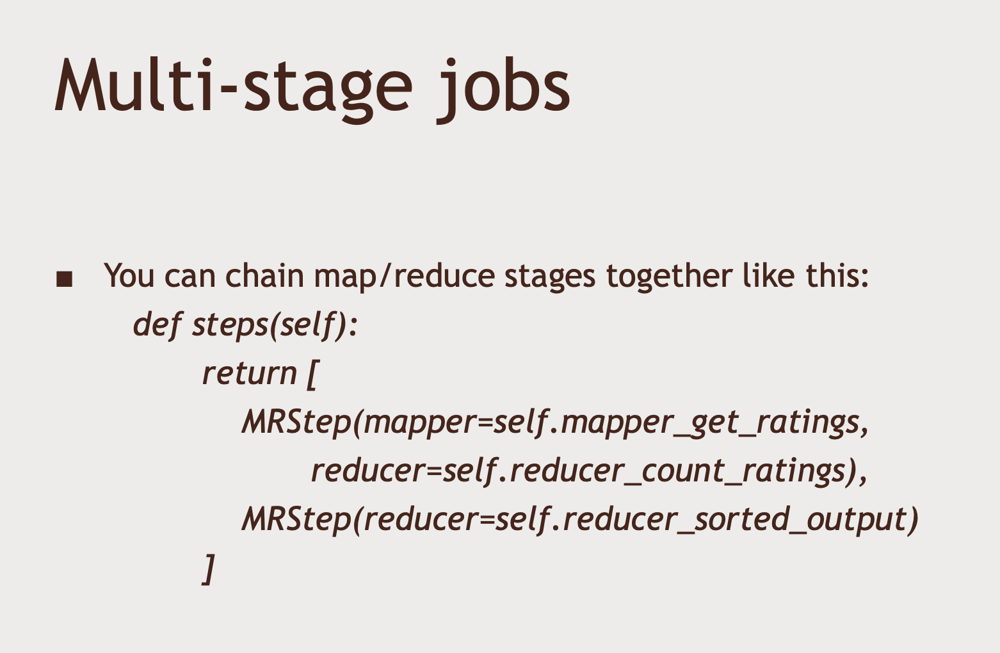 Multi-stage jobs
■ You can chain map/reduce stages together like this:
def steps(self):
return [
MRStep(mapper=self.mapper_get_ratings,
reducer=self.reducer_count_ratings),
MRStep(reducer=self.reducer_sorted_output)
]